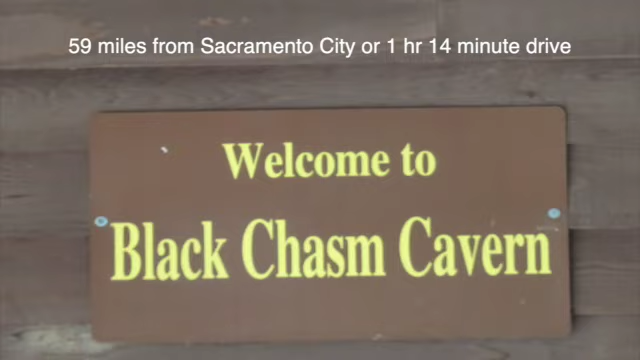 59 miles from Sacramento City or 1 hr 14 minute drive
Welcome to
Black Chasm Cavern